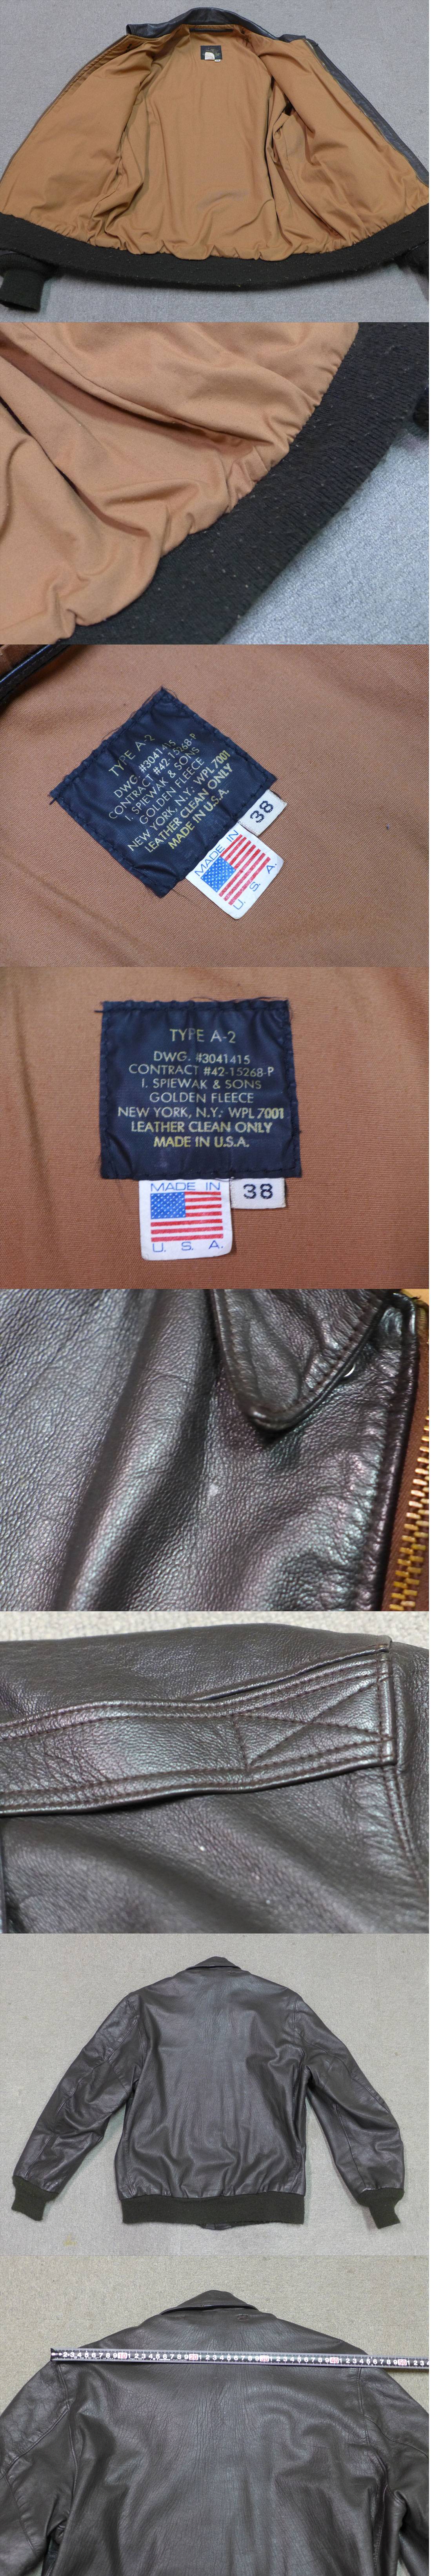 TYPE A-2
DWG. #3041415
CONTRACT #42-15268-P
I. SPIEWAK & SONS
GOLDEN FLEECE
NEW YORK, N.Y.: WPL 7001
LEATHER CLEAN ONLY
MADE IN U.S.A.
38
MADE IN
U. S. A.
TYPE A-2
DWG. #3041415
CONTRACT #42-15268-P
I. SPIEWAK & SONS
GOLDEN FLEECE
NEW YORK, N.Y.: WPL 7001
LEATHER CLEAN ONLY
MADE IN U.S.A.
MADE IN
38
U. S. A.